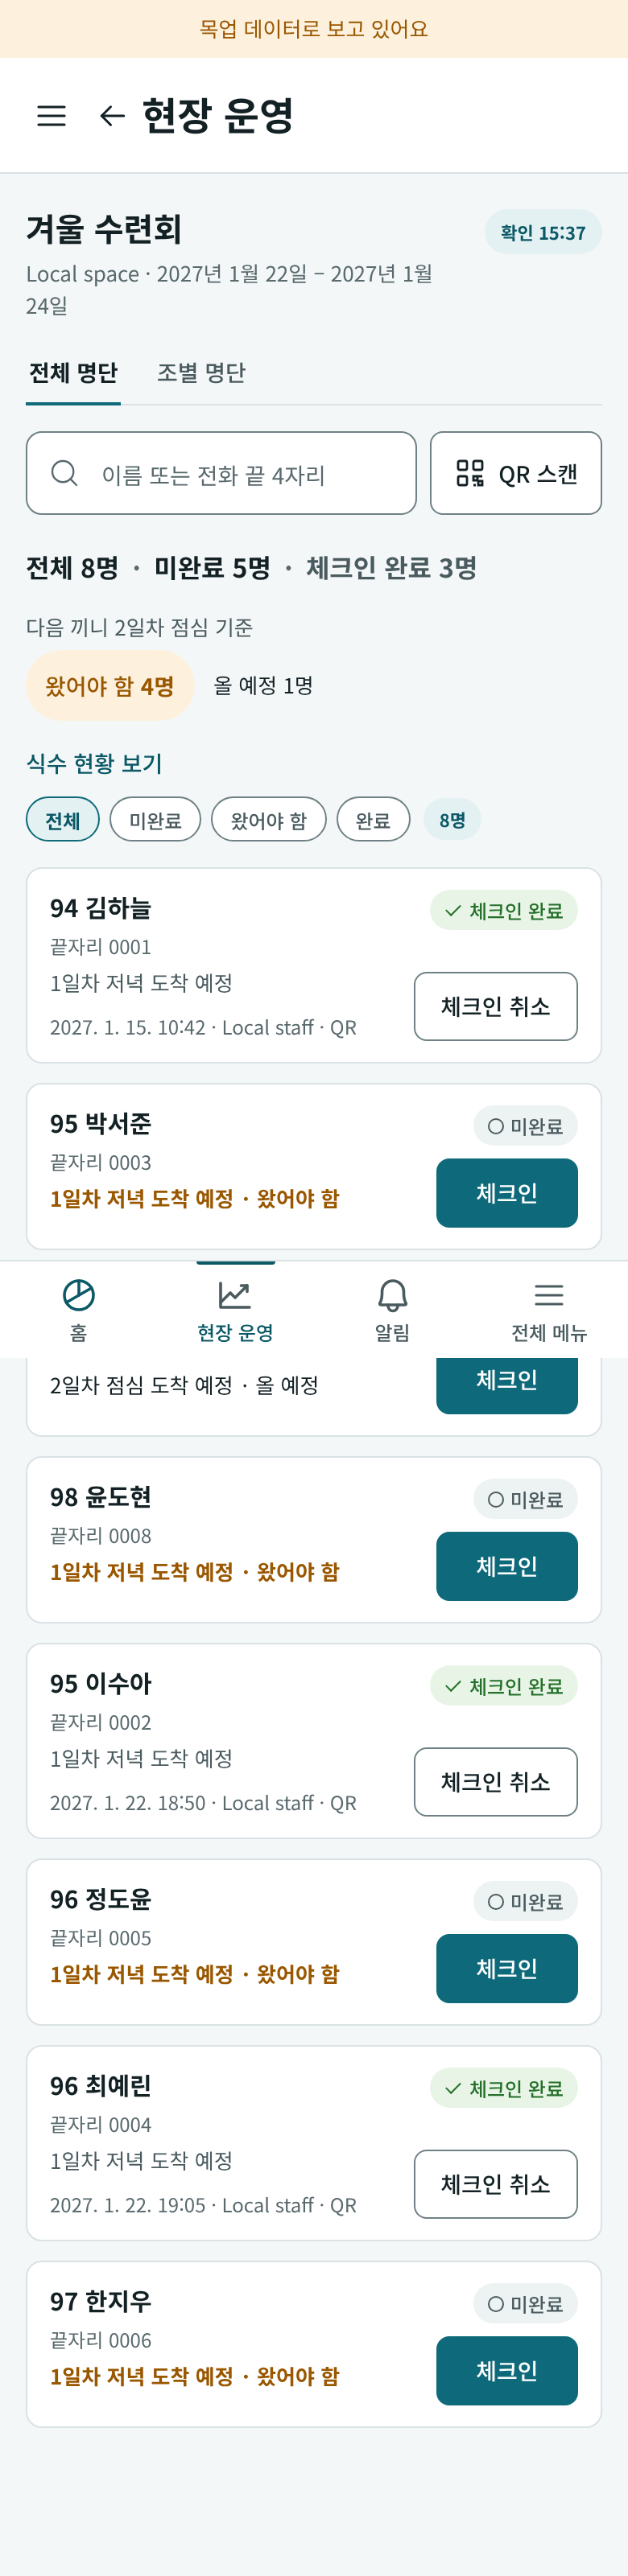 목업 데이터로 보고 있어요
현장 운영
겨울 수련회
확인 15:37
Local space · 2027년 1월 22일 – 2027년 1월
24일
전체 명단 조별 명단
이름 또는 전화 끝 4자리
QR 스캔
전체 8명 · 미완료 5명 · 체크인 완료 3명
다음 끼니 2일차 점심 기준
왔어야 함 4명 올 예정 1명
식수 현황 보기
전체 미완료 왔어야 함 완료 8명
94 김하늘
체크인 완료
끝자리 0001
1일차 저녁 도착 예정
체크인 취소
2027. 1. 15. 10:42 · Local staff · QR
95 박서준
미완료
끝자리 0003
1일차 저녁 도착 예정 · 왔어야 함
체크인
홈 현장 운영 알림 전체 메뉴
2일차 점심 도착 예정 · 올 예정
체크인
98 윤도현
미완료
끝자리 0008
1일차 저녁 도착 예정 · 왔어야 함
체크인
95 이수아
체크인 완료
끝자리 0002
1일차 저녁 도착 예정
체크인 취소
2027. 1. 22. 18:50 · Local staff · QR
96 정도윤
미완료
끝자리 0005
1일차 저녁 도착 예정 · 왔어야 함
체크인
96 최예린
체크인 완료
끝자리 0004
1일차 저녁 도착 예정
체크인 취소
2027. 1. 22. 19:05 · Local staff · QR
97 한지우
미완료
끝자리 0006
1일차 저녁 도착 예정 · 왔어야 함
체크인